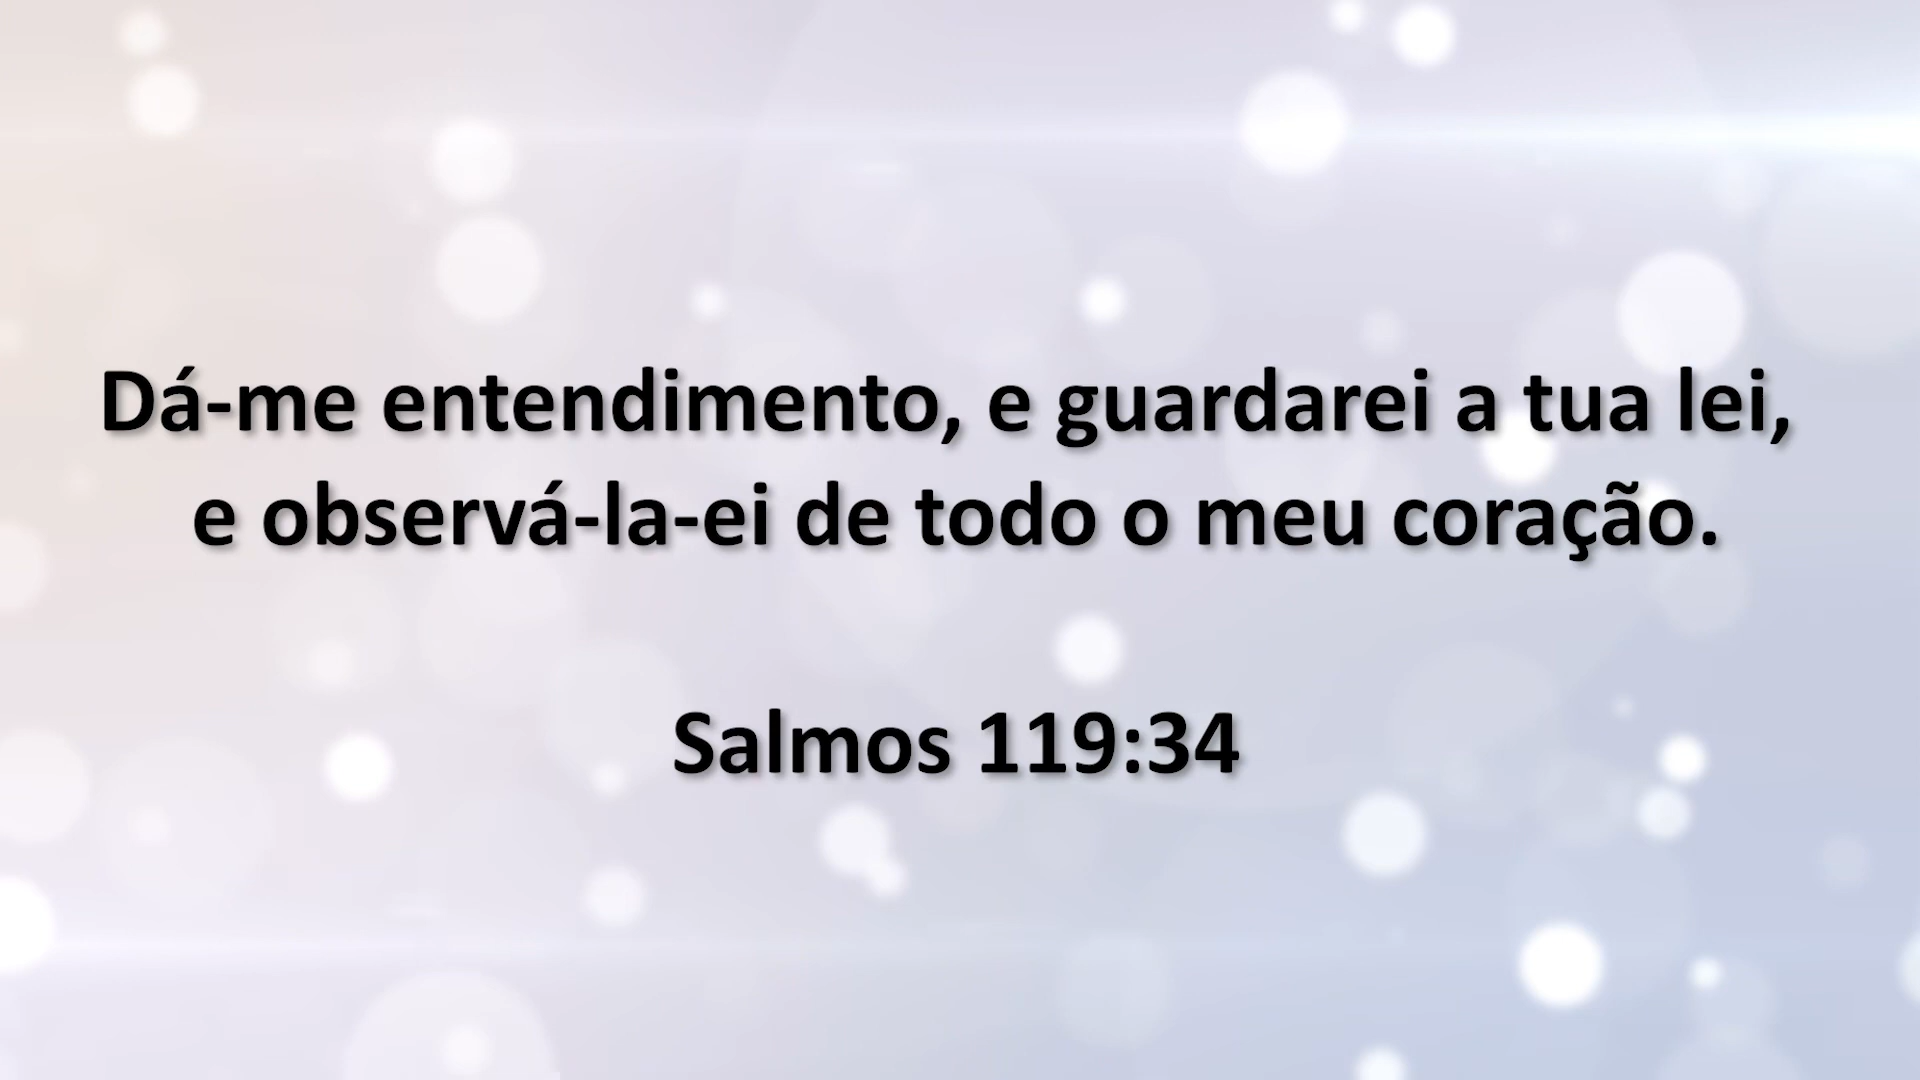 Dá-me entendimento, e guardarei a tua lei,
e observá-la-ei de todo o meu coração.
Salmos 119:34